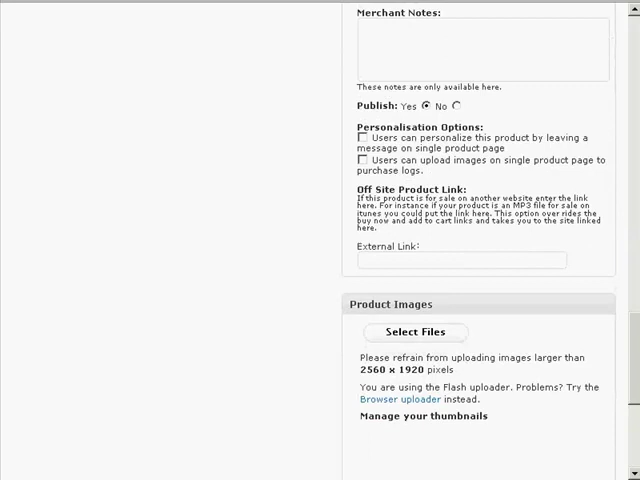 Merchant Notes:
These notes are only available here.
Publish: Yes No
Personalisation Options:
Users can personalize this product by leaving a
message on single product page
Users can upload images on single product page to
purchase logs.
Off Site Product Link:
If this product is for sale on another website enter the link
here. For instance if your product is an MP3 file for sale on
itunes you could put the link here. This option over rides the
buy now and add to cart links and takes you to the site linked
here.
External Link:
Product Images
Select Files
Please refrain from uploading images larger than
2560 x 1920 pixels
You are using the Flash uploader. Problems? Try the
Browser uploader instead.
Manage your thumbnails